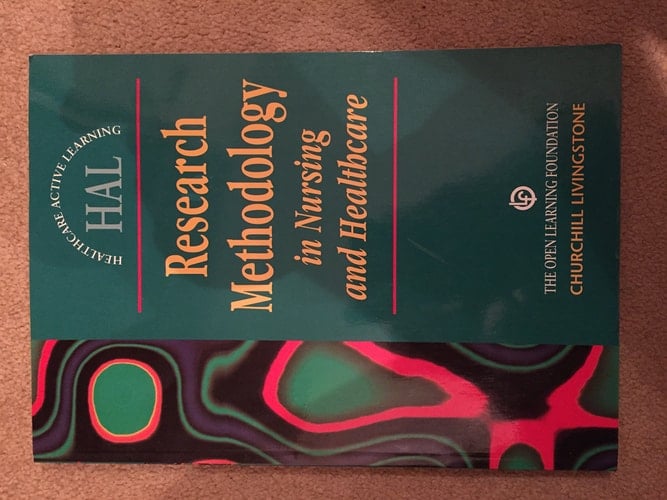 HEALTHCARE ACTIVE LEARNING
HAL
Research
Methodology
in Nursing
and Healthcare
THE OPEN LEARNING FOUNDATION
CHURCHILL LIVINGSTONE